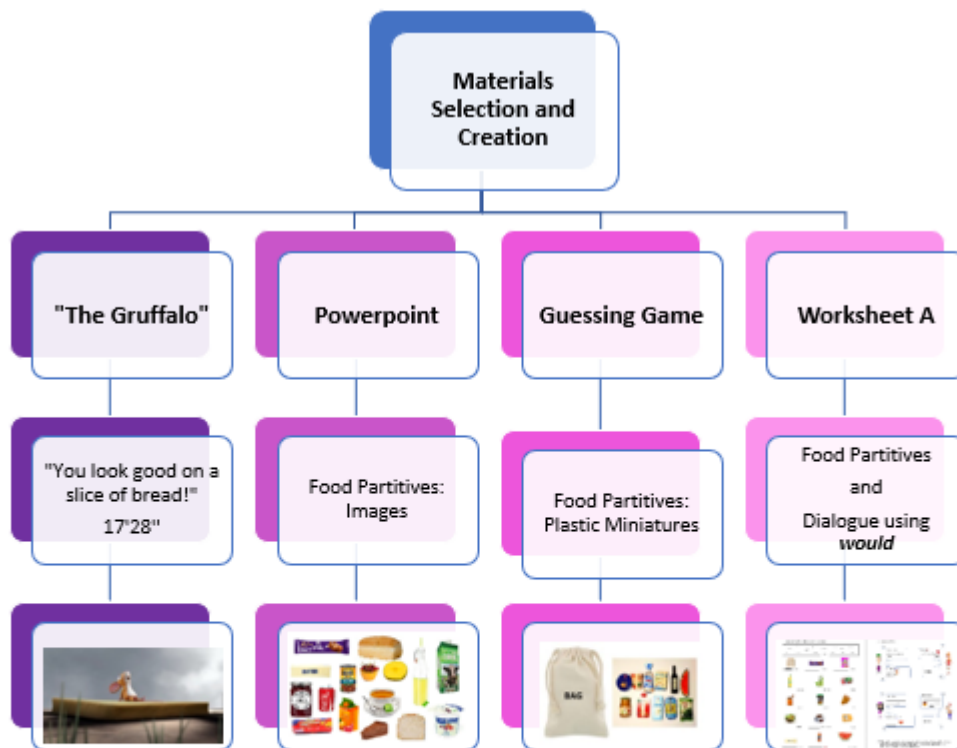 Materials
Selection and
Creation
"The Gruffalo"
Powerpoint
Guessing Game
Worksheet A
"You look good on a
slice of bread!"
17'28"
Food Partitives:
Images
Food Partitives:
Plastic Miniatures
Food Partitives
and
Dialogue using
would
BAG